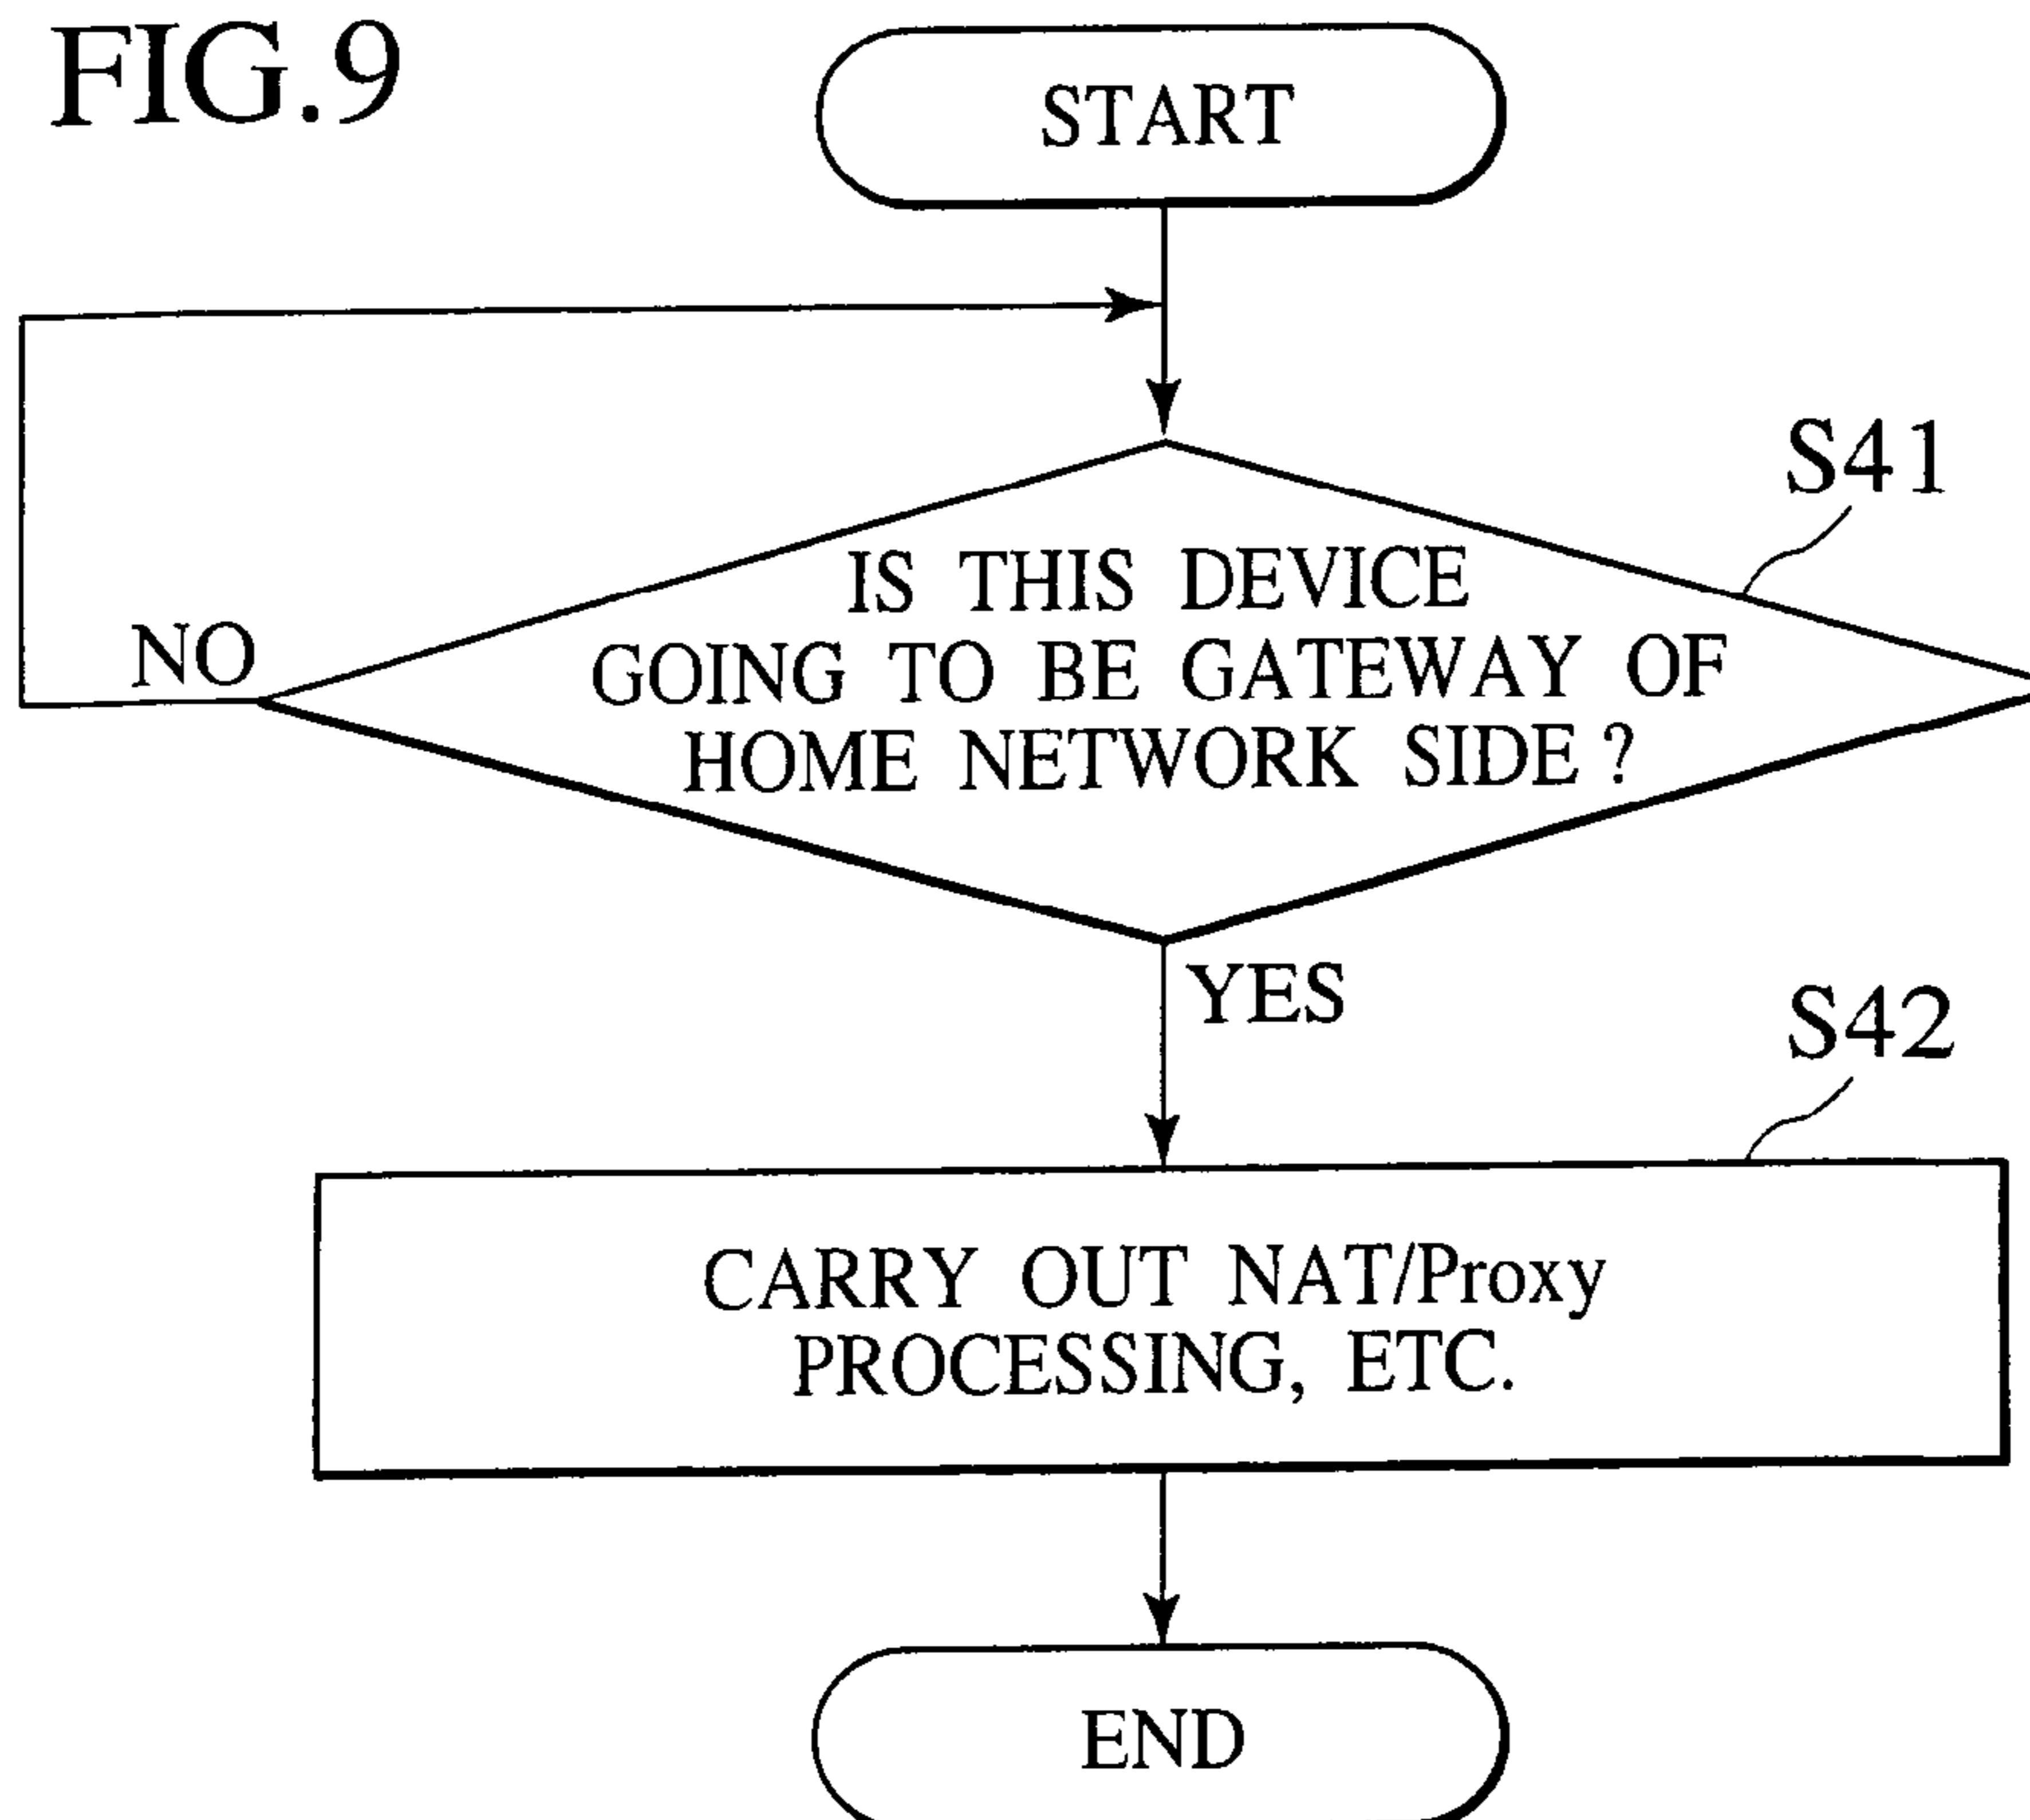 FIG.9
START
S41
IS THIS DEVICE
GOING TO BE GATEWAY OF
HOME NETWORK SIDE?
NO
YES
S42
CARRY OUT NAT/Proxy
PROCESSING, ETC.
END